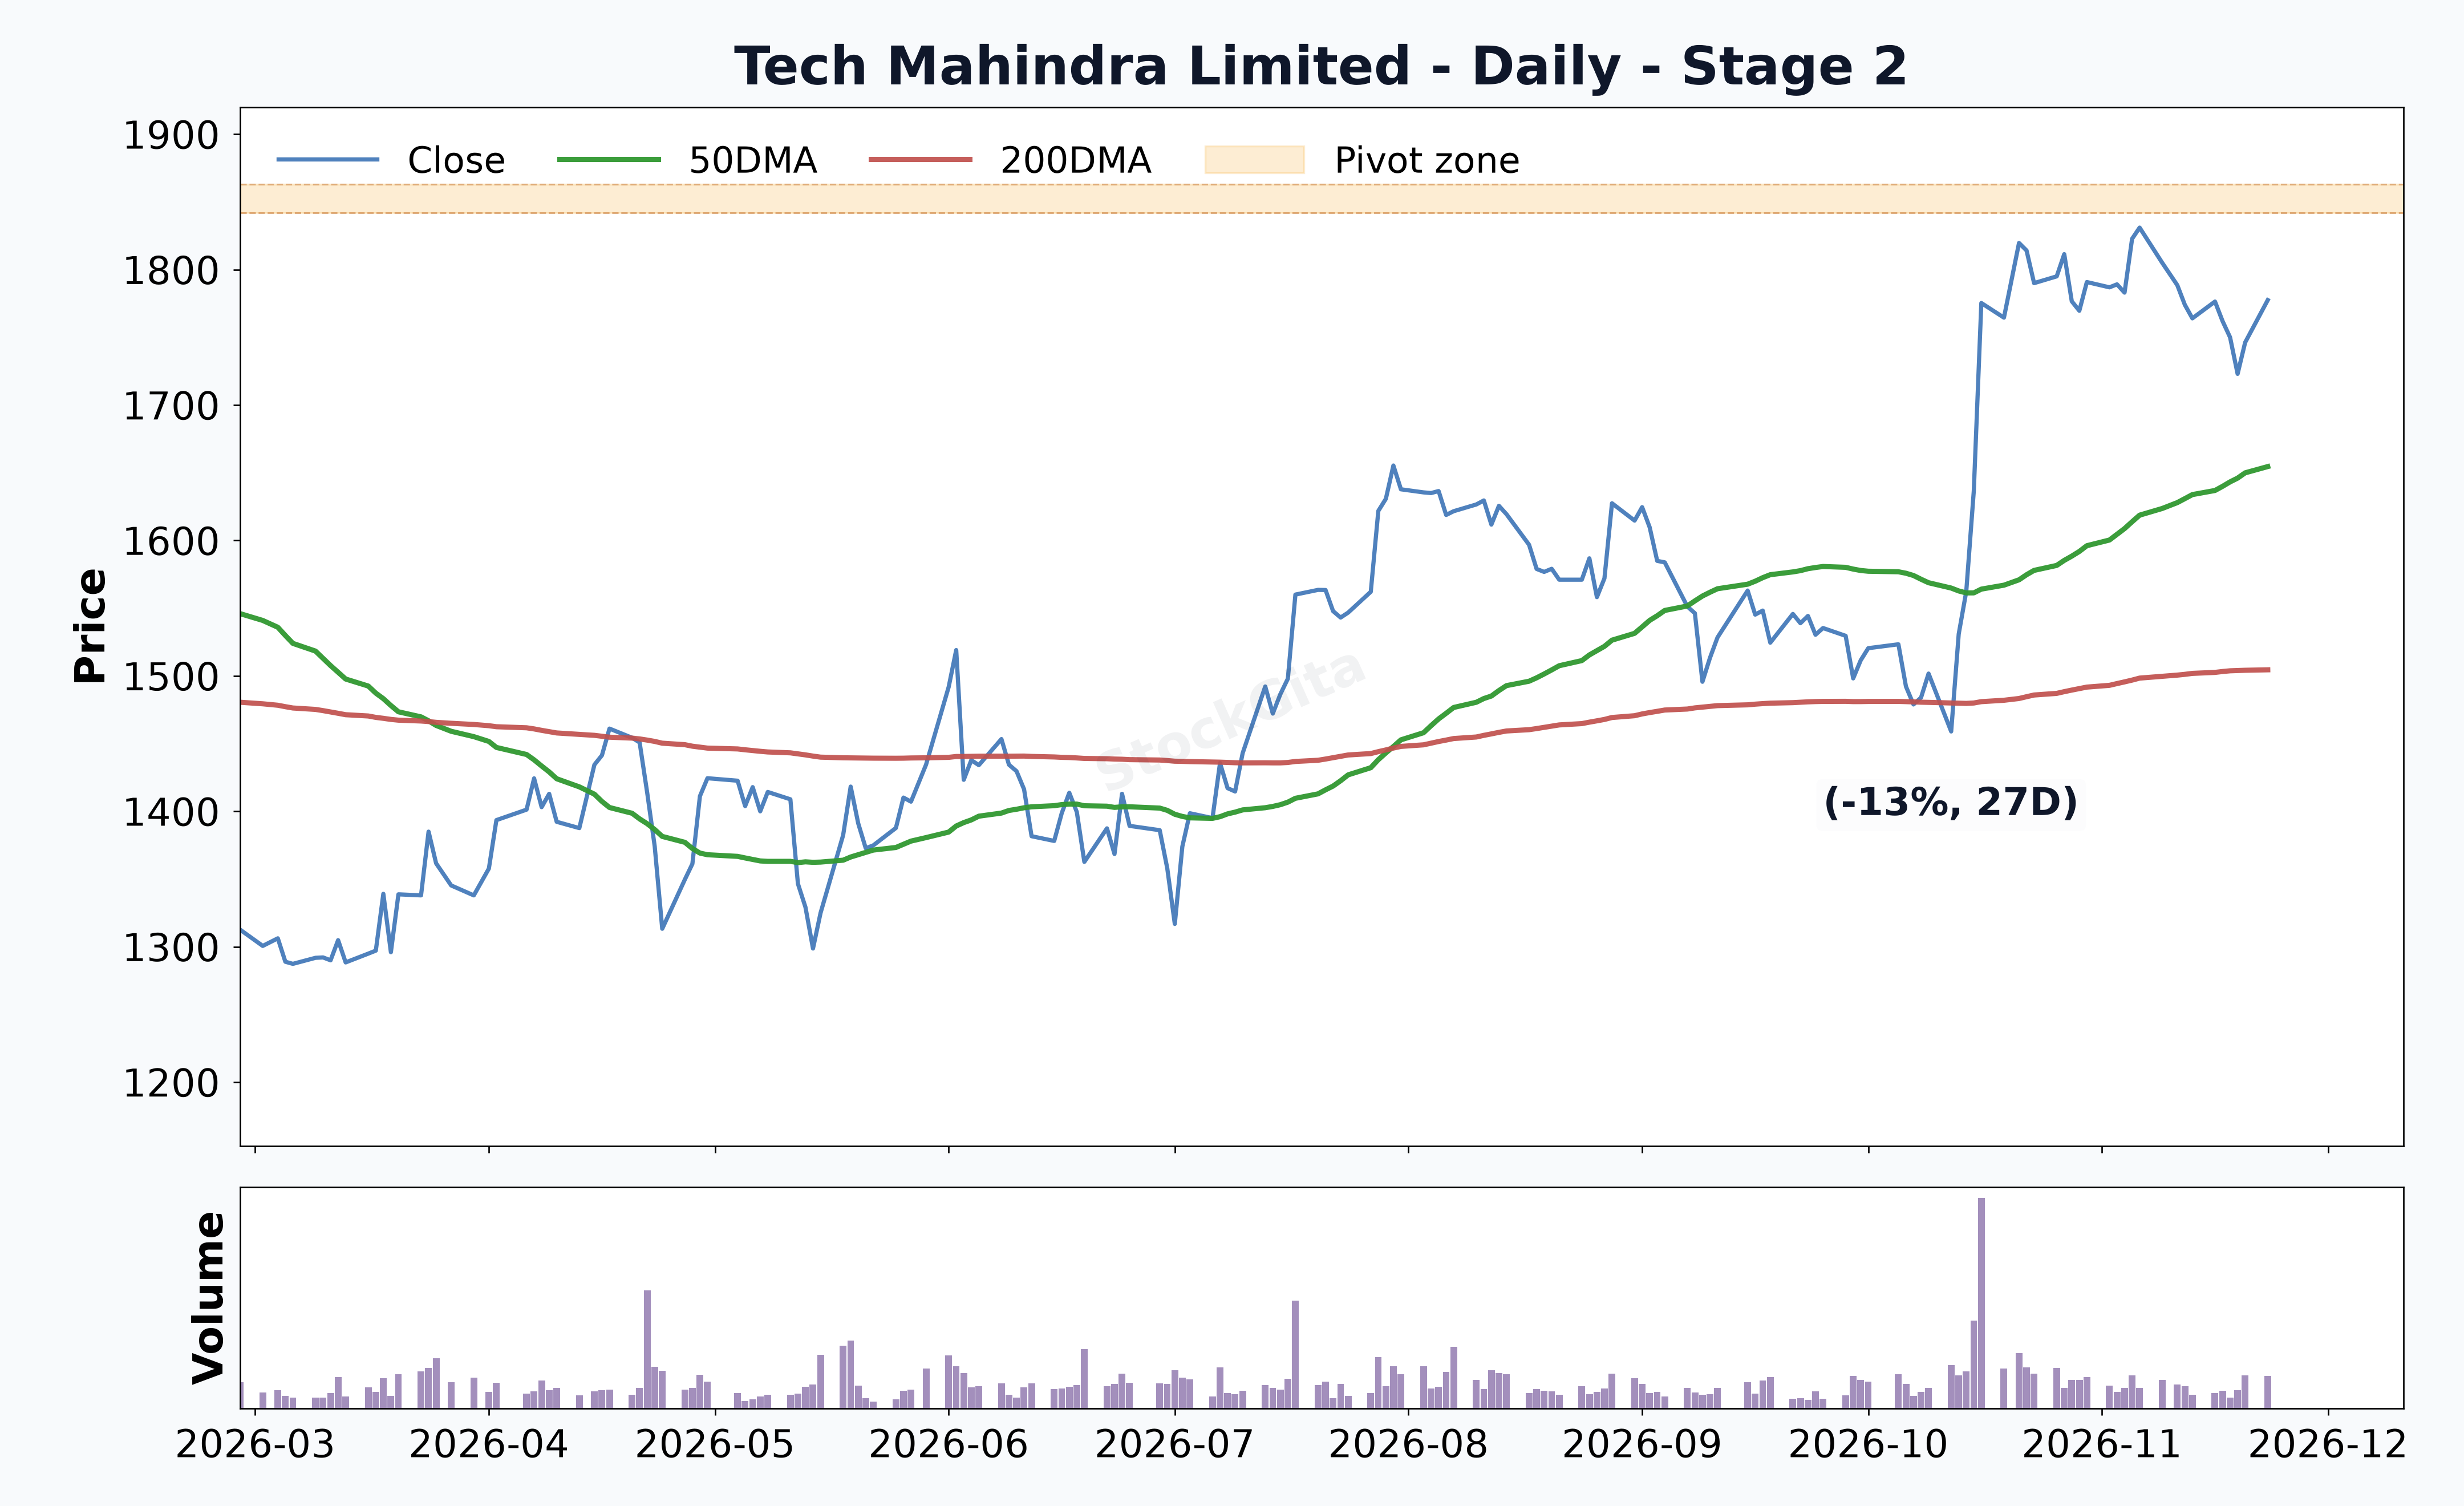 Tech Mahindra Limited - Daily - Stage 2
Close 50DMA 200DMA Pivot zone
1900
1800
1700
1600
1500
1400
1300
1200
Price
StockGita
(-13%, 27D)
Volume
2026-03 2026-04 2026-05 2026-06 2026-07 2026-08 2026-09 2026-10 2026-11 2026-12